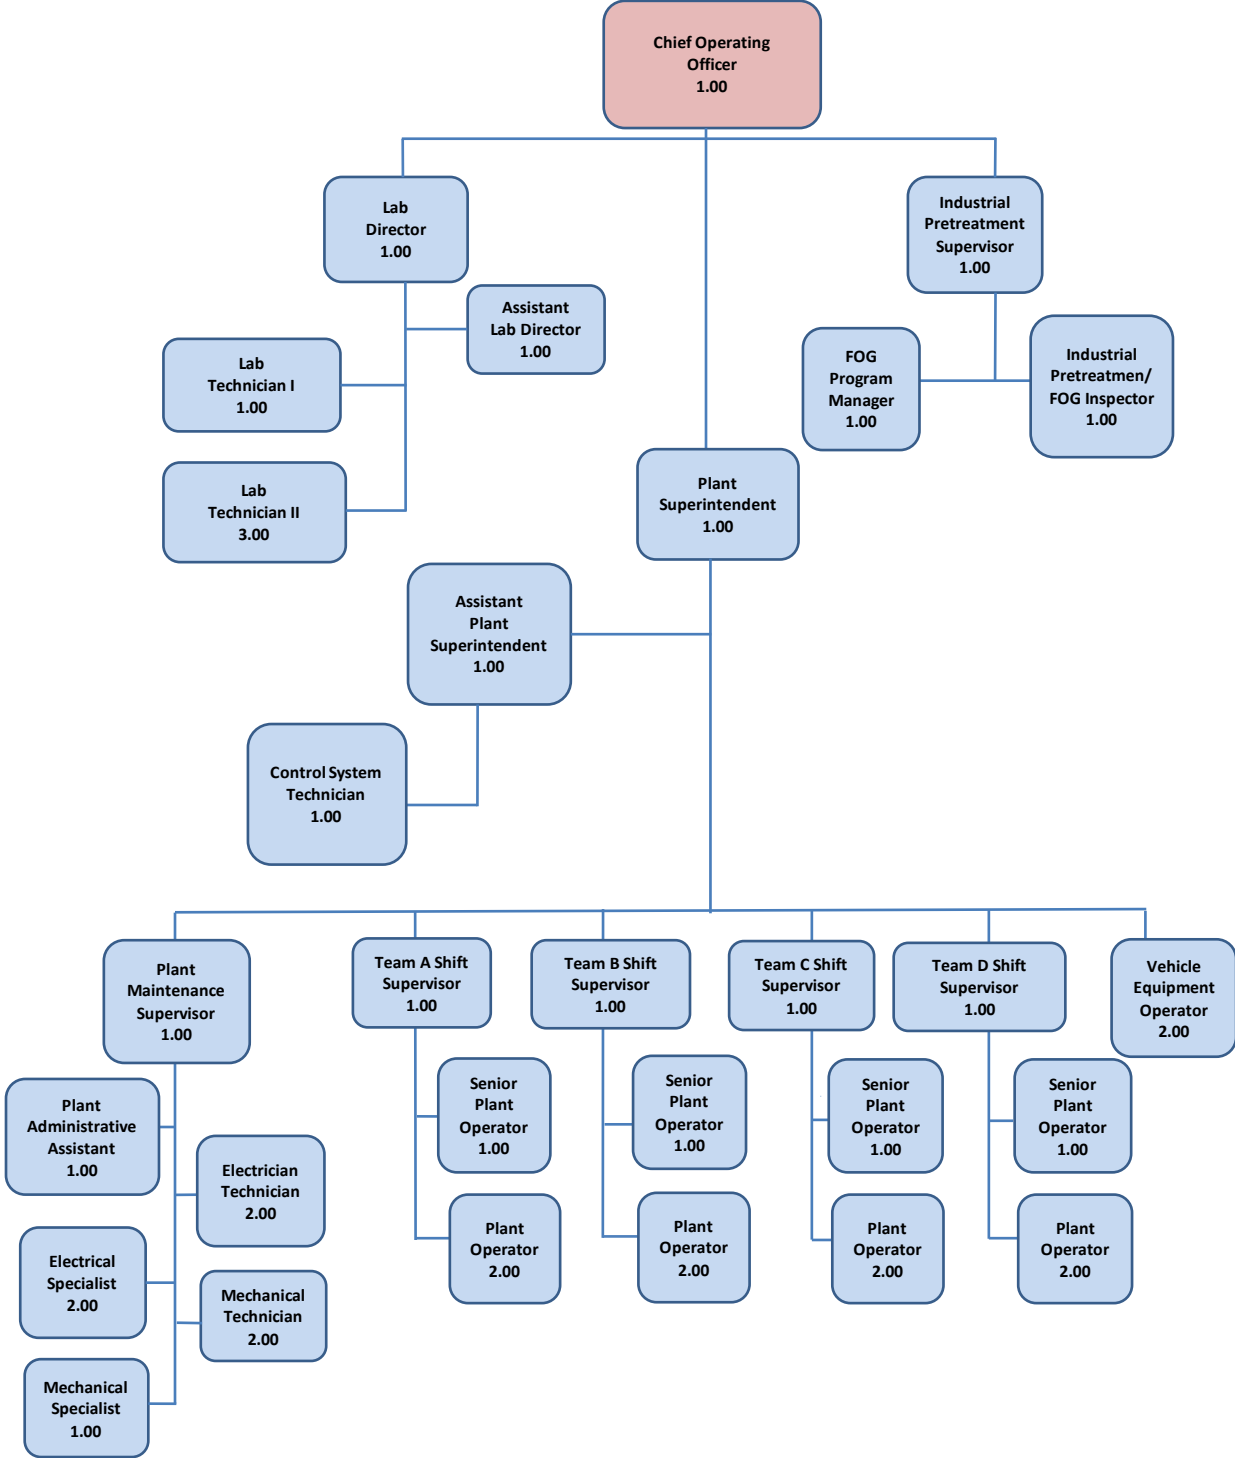 Chief Operating
Officer
1.00
Lab
Director
1.00
Industrial
Pretreatment
Supervisor
1.00
Assistant
Lab Director
1.00
Lab
Technician I
1.00
FOG
Program
Manager
1.00
Industrial
Pretreatmen/
FOG Inspector
1.00
Lab
Technician II
3.00
Plant
Superintendent
1.00
Assistant
Plant
Superintendent
1.00
Control System
Technician
1.00
Plant
Maintenance
Supervisor
1.00
Team A Shift
Supervisor
1.00
Team B Shift
Supervisor
1.00
Team C Shift
Supervisor
1.00
Team D Shift
Supervisor
1.00
Vehicle
Equipment
Operator
2.00
Plant
Administrative
Assistant
1.00
Senior
Plant
Operator
1.00
Senior
Plant
Operator
1.00
Senior
Plant
Operator
1.00
Senior
Plant
Operator
1.00
Electrician
Technician
2.00
Electrical
Specialist
2.00
Plant
Operator
2.00
Plant
Operator
2.00
Plant
Operator
2.00
Plant
Operator
2.00
Mechanical
Technician
2.00
Mechanical
Specialist
1.00